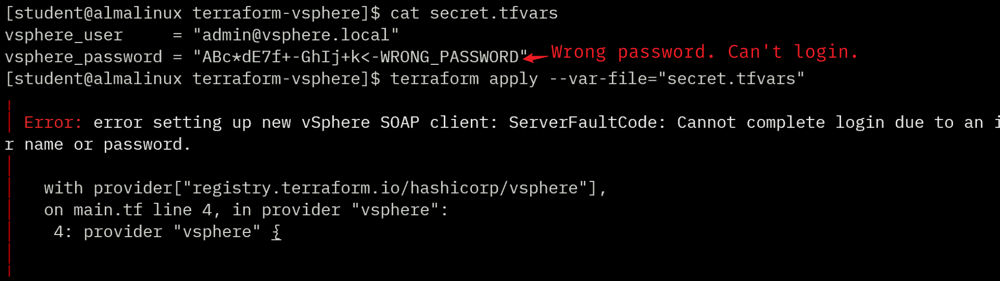 [student@almalinux terraform-vsphere]$ cat secret.tfvars
vsphere_user     = "admin@vsphere.local"
vsphere_password = "ABc*dE7f+-GhIj+k<-WRONG_PASSWORD"
Wrong password. Can't login.
[student@almalinux terraform-vsphere]$ terraform apply --var-file="secret.tfvars"
Error: error setting up new vSphere SOAP client: ServerFaultCode: Cannot complete login due to an i
r name or password.
with provider["registry.terraform.io/hashicorp/vsphere"],
on main.tf line 4, in provider "vsphere":
4: provider "vsphere" {